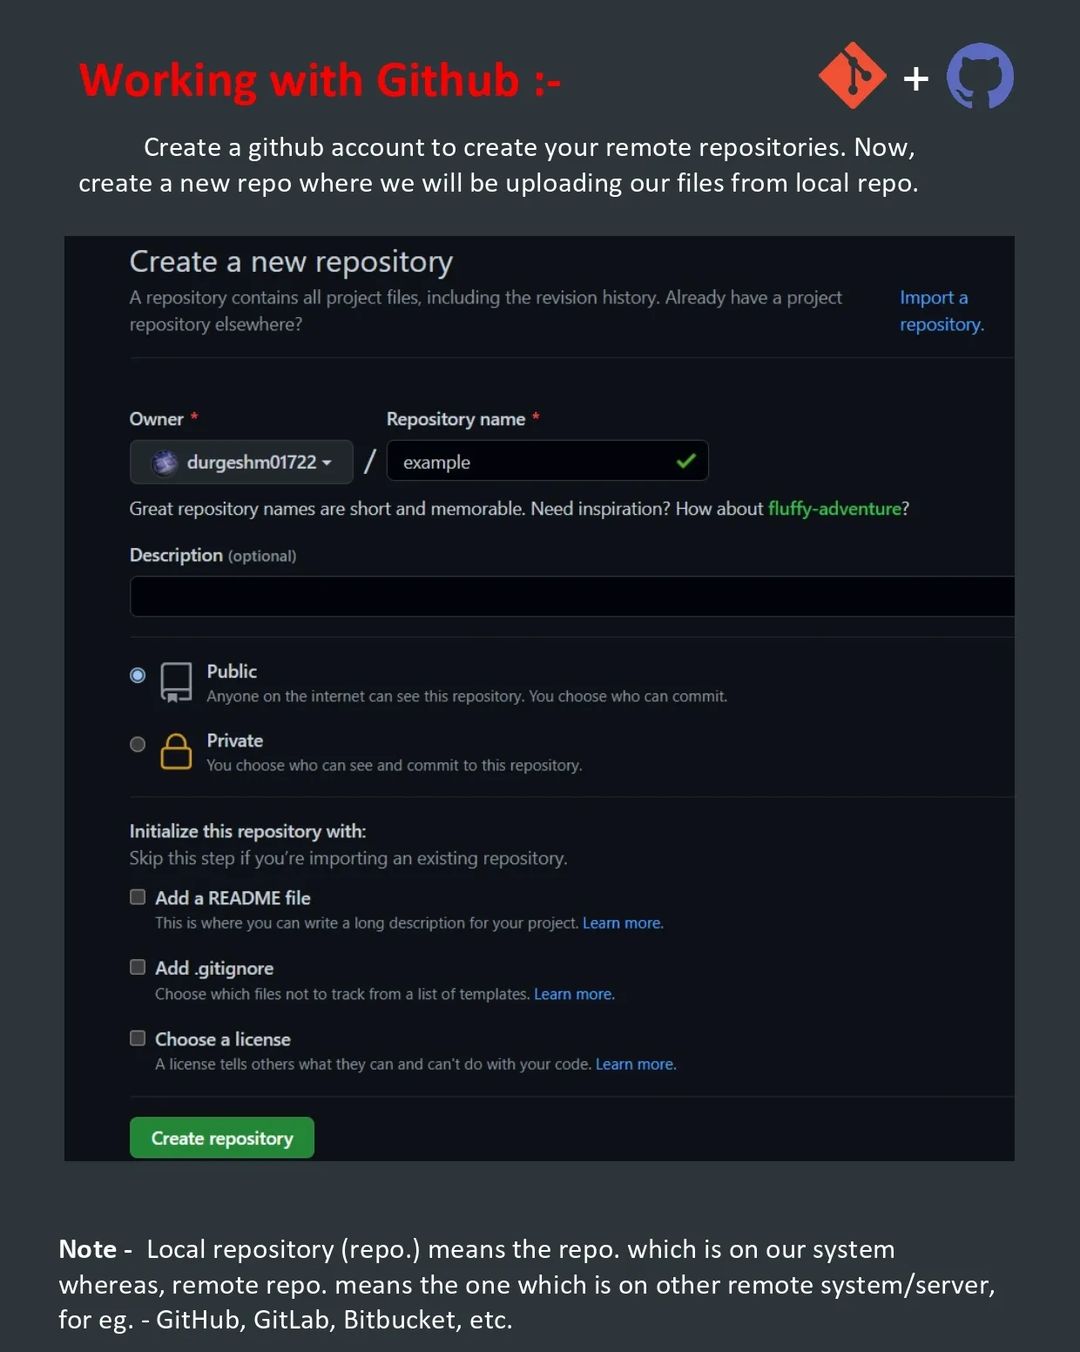 Working with Github :-
Create a github account to create your remote repositories. Now,
create a new repo where we will be uploading our files from local repo.
Create a new repository
A repository contains all project files, including the revision history. Already have a project
repository elsewhere?
Import a
repository.
Owner *
Repository name *
durgeshm01722 / example
Great repository names are short and memorable. Need inspiration? How about fluffy-adventure?
Description (optional)
Public
Anyone on the internet can see this repository. You choose who can commit.
Private
You choose who can see and commit to this repository.
Initialize this repository with:
Skip this step if you're importing an existing repository.
Add a README file
This is where you can write a long description for your project. Learn more.
Add .gitignore
Choose which files not to track from a list of templates. Learn more.
Choose a license
A license tells others what they can and can't do with your code. Learn more.
Create repository
Note - Local repository (repo.) means the repo. which is on our system
whereas, remote repo. means the one which is on other remote system/server,
for eg. - GitHub, GitLab, Bitbucket, etc.